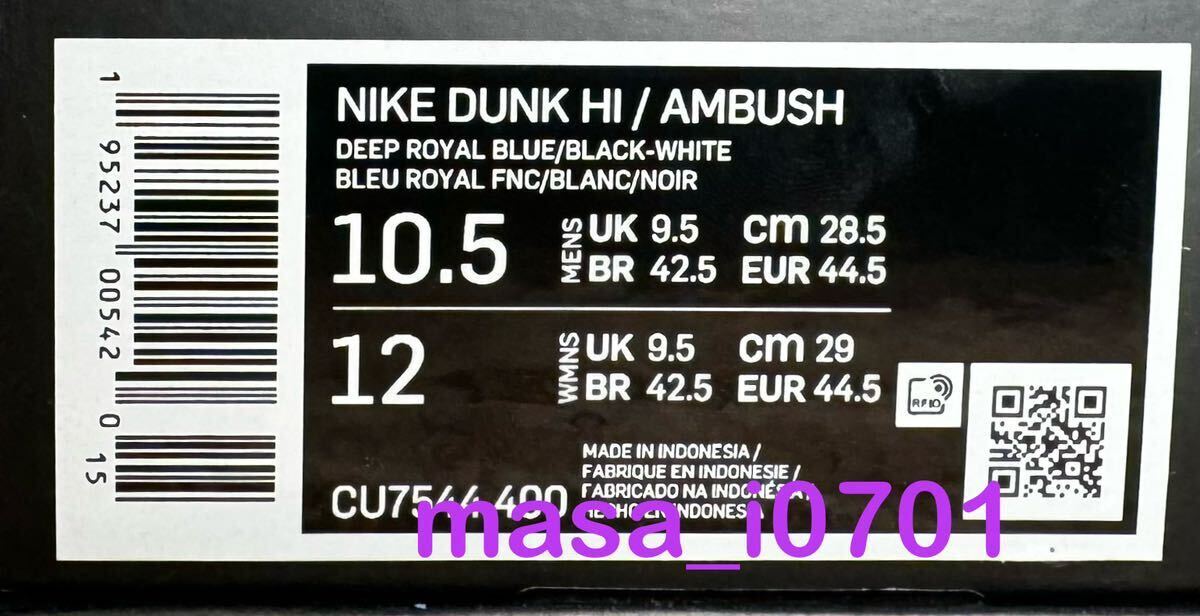 NIKE DUNK HI / AMBUSH
DEEP ROYAL BLUE/BLACK-WHITE
BLEU ROYAL FNC/BLANC/NOIR
10.5 MENS UK 9.5 cm 28.5
BR 42.5 EUR 44.5
12 WMNS UK 9.5 cm 29
BR 42.5 EUR 44.5
RFID
MADE IN INDONESIA /
FABRIQUE EN INDONESIE /
FABRICADO NA INDONÉSIA /
HECHO EN INDONESIA
CU7544 400
masa_i0701
1 95237 00542 0 15